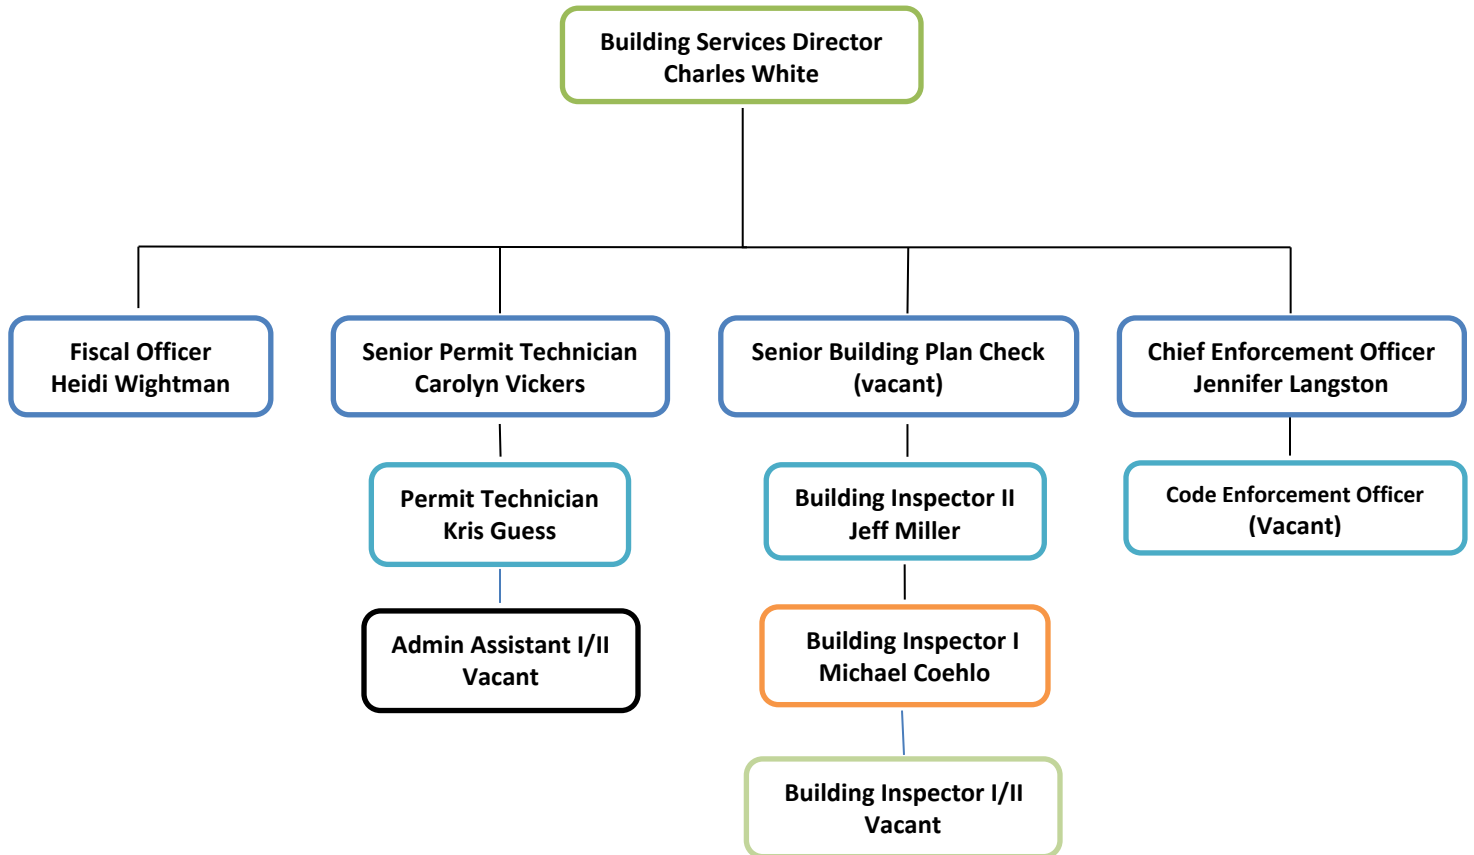 Building Services Director
Charles White
Fiscal Officer
Heidi Wightman
Senior Permit Technician
Carolyn Vickers
Senior Building Plan Check
(vacant)
Chief Enforcement Officer
Jennifer Langston
Permit Technician
Kris Guess
Building Inspector II
Jeff Miller
Code Enforcement Officer
(Vacant)
Admin Assistant I/II
Vacant
Building Inspector I
Michael Coehlo
Building Inspector I/II
Vacant